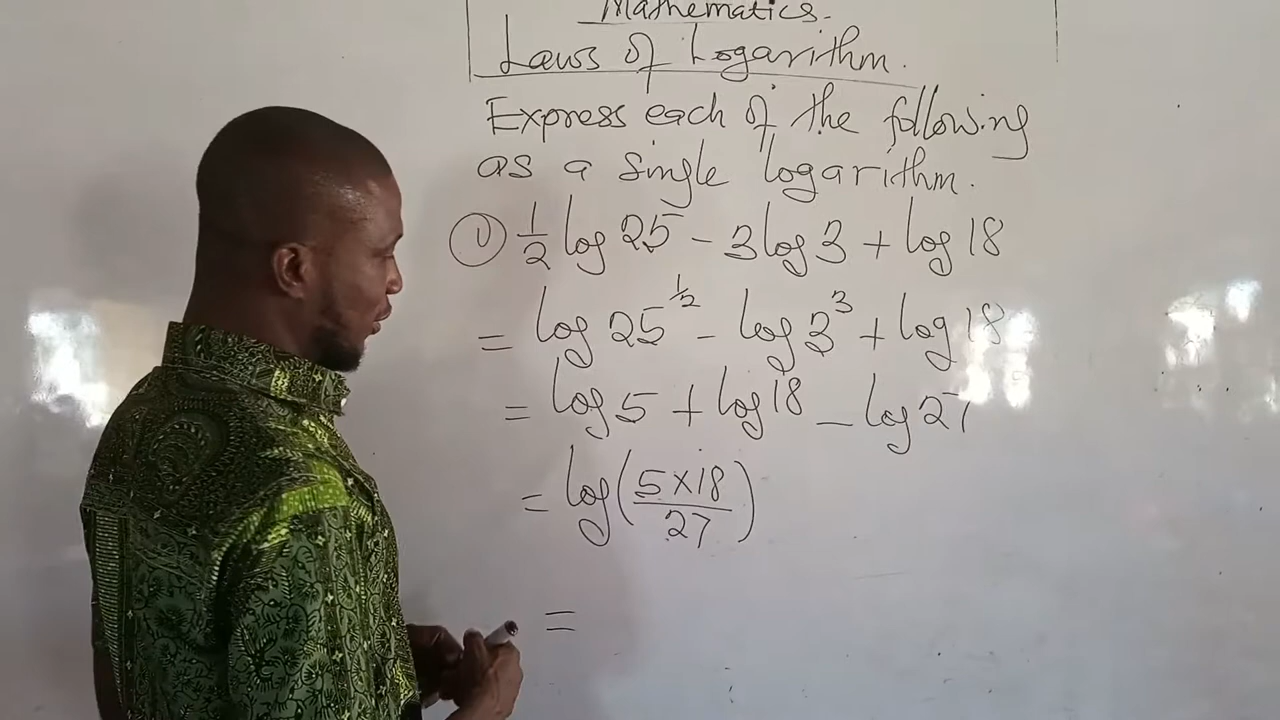 Mathematics.
Laws of Logarithm.
Express each of the following
as a single logarithm.
1) ½ log 25 - 3 log 3 + log 18
= log 25^½ - log 3³ + log 18
= log 5 + log 18 - log 27
= log(5 × 18 / 27)
=